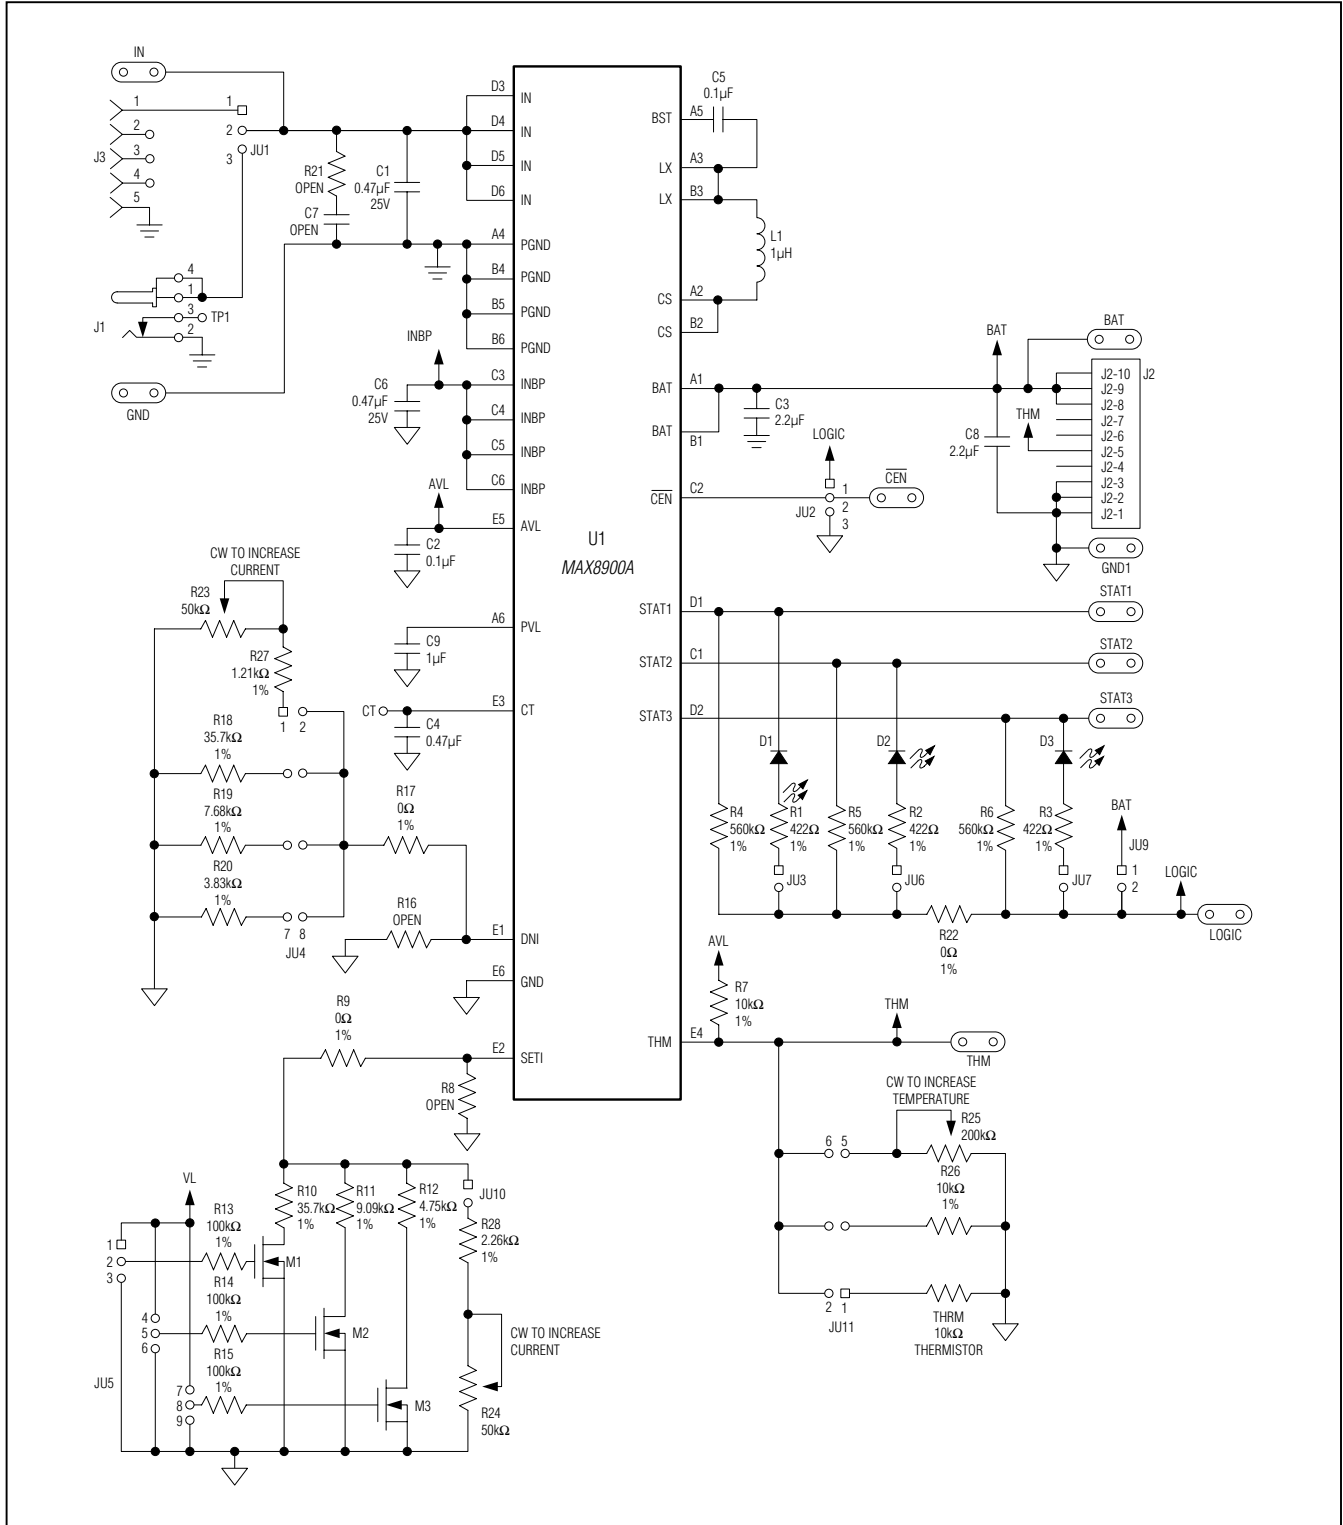 IN
1
2
J3 3
4
5
1
2
3 JU1
R21
OPEN
C7
OPEN
C1
0.47µF
25V
4
1
3 TP1
2
J1
GND
D3 IN
D4 IN
D5 IN
D6 IN
A4 PGND
B4 PGND
B5 PGND
B6 PGND
INBP
C6
0.47µF
25V
C3 INBP
C4 INBP
C5 INBP
C6 INBP
AVL
E5 AVL
C2
0.1µF
A6 PVL
C9
1µF
CT
E3 CT
C4
0.47µF
CW TO INCREASE
CURRENT
R23
50kΩ
R27
1.21kΩ
1%
1 2
R18
35.7kΩ
1%
R19
7.68kΩ
1%
R20
3.83kΩ
1%
7 8
JU4
R17
0Ω
1%
R16
OPEN
E1 DNI
E6 GND
R9
0Ω
1%
E2 SETI
R8
OPEN
U1
MAX8900A
BST A5
C5
0.1µF
LX A3
LX B3
L1
1µH
CS A2
CS B2
BAT A1
BAT B1
C3
2.2µF
BAT
BAT
C8
2.2µF
THM
J2-10 J2
J2-9
J2-8
J2-7
J2-6
J2-5
J2-4
J2-3
J2-2
J2-1
GND1
LOGIC
CEN C2
1
JU2 2
3
CEN
STAT1 D1
STAT1
STAT2 C1
STAT2
STAT3 D2
STAT3
D1
D2
D3
R4
560kΩ
1%
R1
422Ω
1%
JU3
R5
560kΩ
1%
R2
422Ω
1%
JU6
R6
560kΩ
1%
R3
422Ω
1%
JU7
BAT
JU9
1
2
LOGIC
LOGIC
R22
0Ω
1%
AVL
R7
10kΩ
1%
THM E4
THM
THM
CW TO INCREASE
TEMPERATURE
R25
200kΩ
6 5
R26
10kΩ
1%
2 1
JU11
THRM
10kΩ
THERMISTOR
VL
1
2
3
R13
100kΩ
1%
R10
35.7kΩ
1%
R11
9.09kΩ
1%
R12
4.75kΩ
1%
JU10
R28
2.26kΩ
1%
M1
R14
100kΩ
1%
4
5
6
M2
R15
100kΩ
1%
JU5
7
8
9
M3
CW TO INCREASE
CURRENT
R24
50kΩ